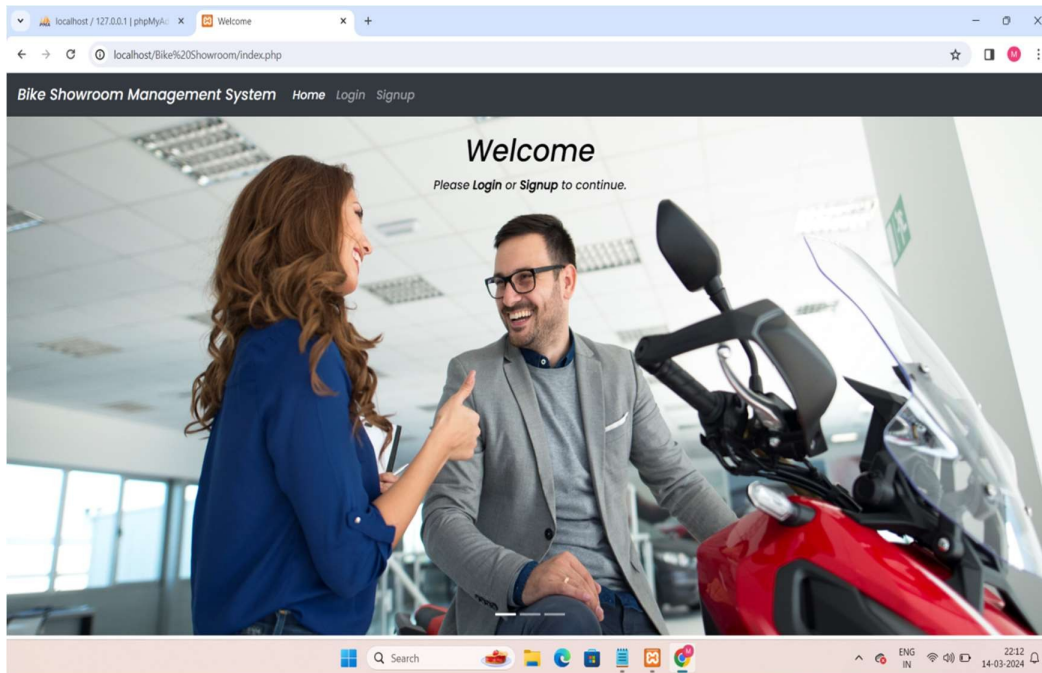 localhost / 127.0.0.1 | phpMyAd
Welcome
localhost/Bike%20Showroom/index.php
M
Bike Showroom Management System Home Login Signup
Welcome
Please Login or Signup to continue.
Search
ENG
IN
22:12
14-03-2024